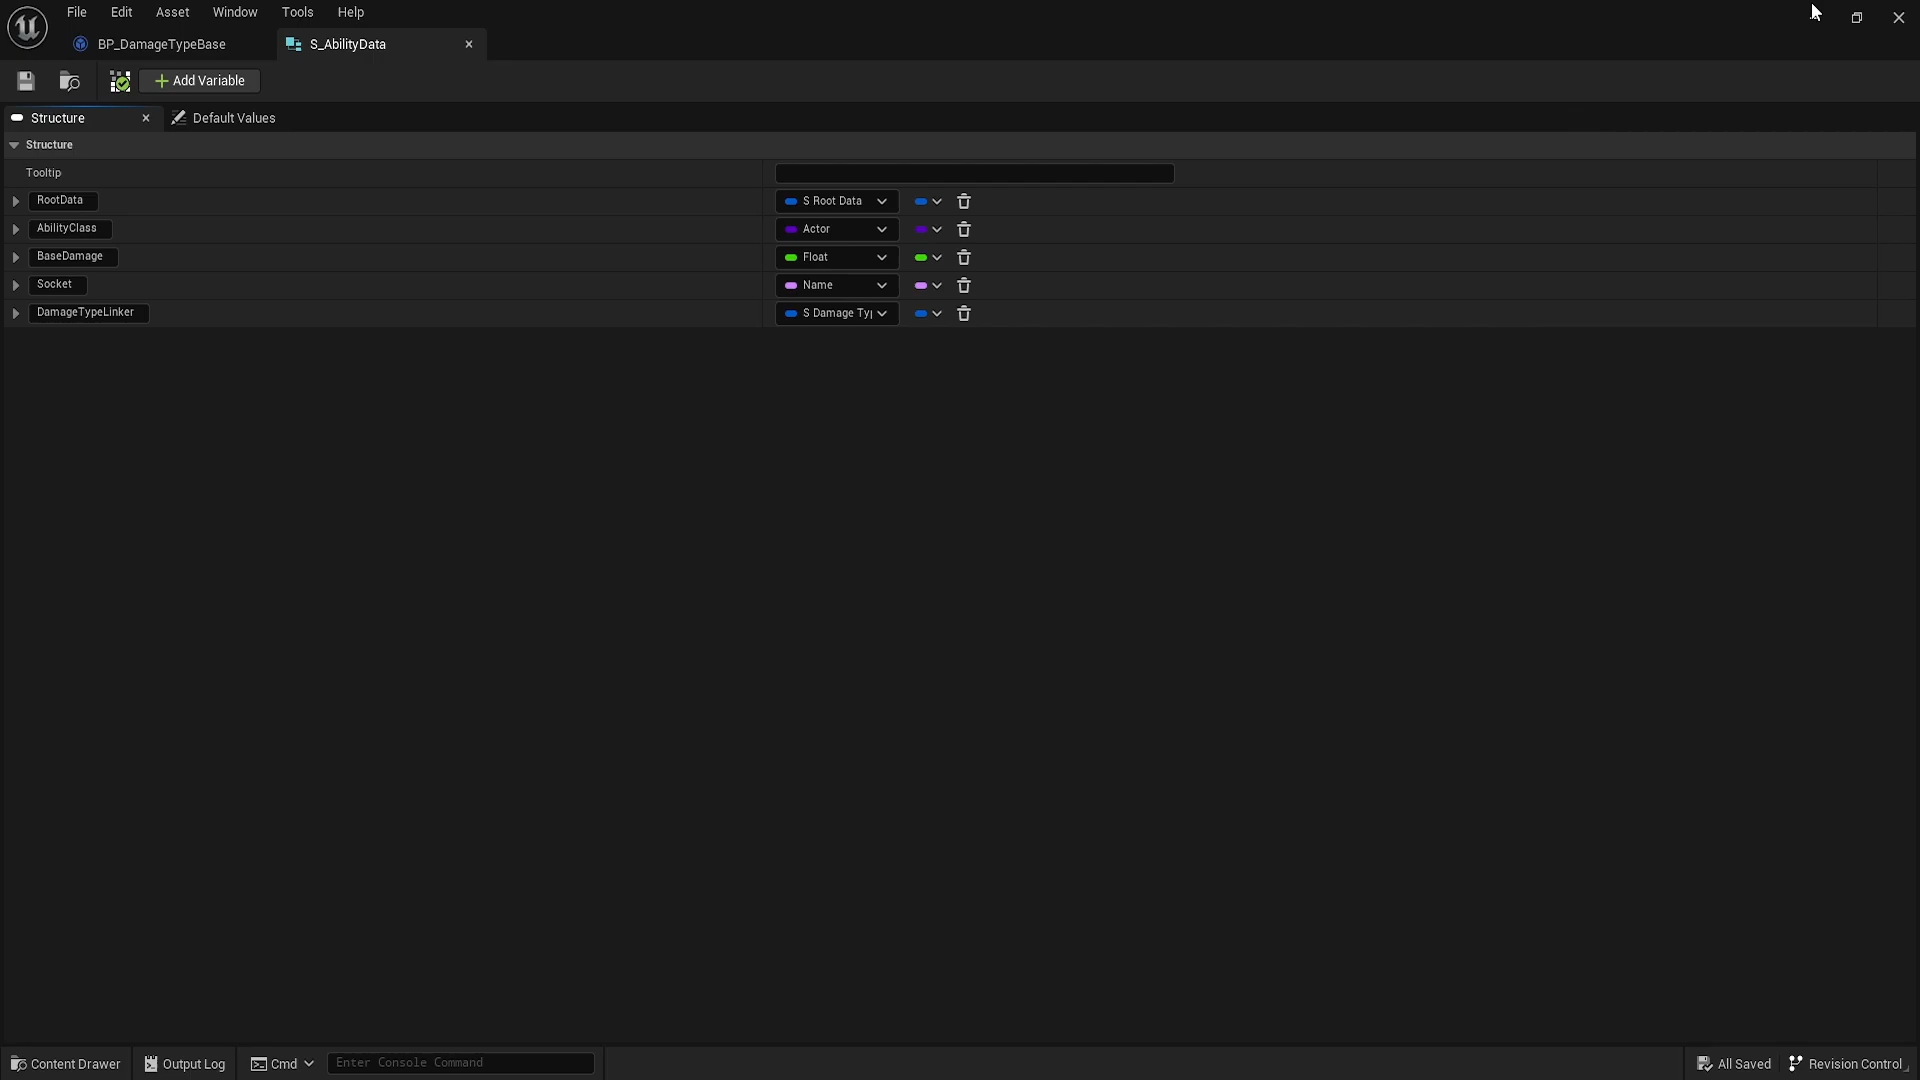 File Edit Asset Window Tools Help
BP_DamageTypeBase S_AbilityData
Add Variable
Structure Default Values
Structure
Tooltip
RootData S Root Data
AbilityClass Actor
BaseDamage Float
Socket Name
DamageTypeLinker S Damage Ty
Content Drawer Output Log Cmd Enter Console Command All Saved Revision Control